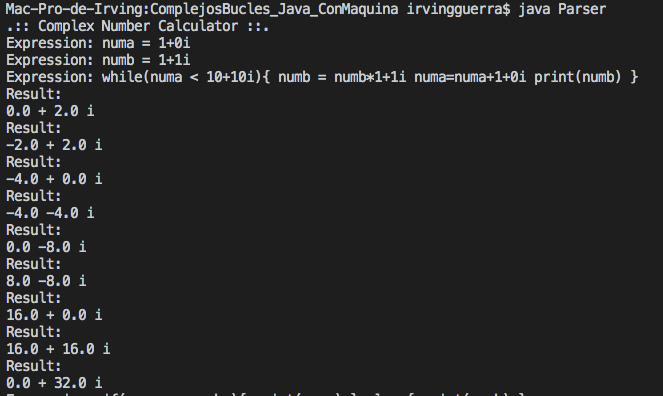 Mac-Pro-de-Irving:ComplejosBucles_Java_ConMaquina irvingguerra$ java Parser
.:: Complex Number Calculator ::.
Expression: numa = 1+0i
Expression: numb = 1+1i
Expression: while(numa < 10+10i){ numb = numb*1+1i numa=numa+1+0i print(numb) }
Result:
0.0 + 2.0 i
Result:
-2.0 + 2.0 i
Result:
-4.0 + 0.0 i
Result:
-4.0 -4.0 i
Result:
0.0 -8.0 i
Result:
8.0 -8.0 i
Result:
16.0 + 0.0 i
Result:
16.0 + 16.0 i
Result:
0.0 + 32.0 i